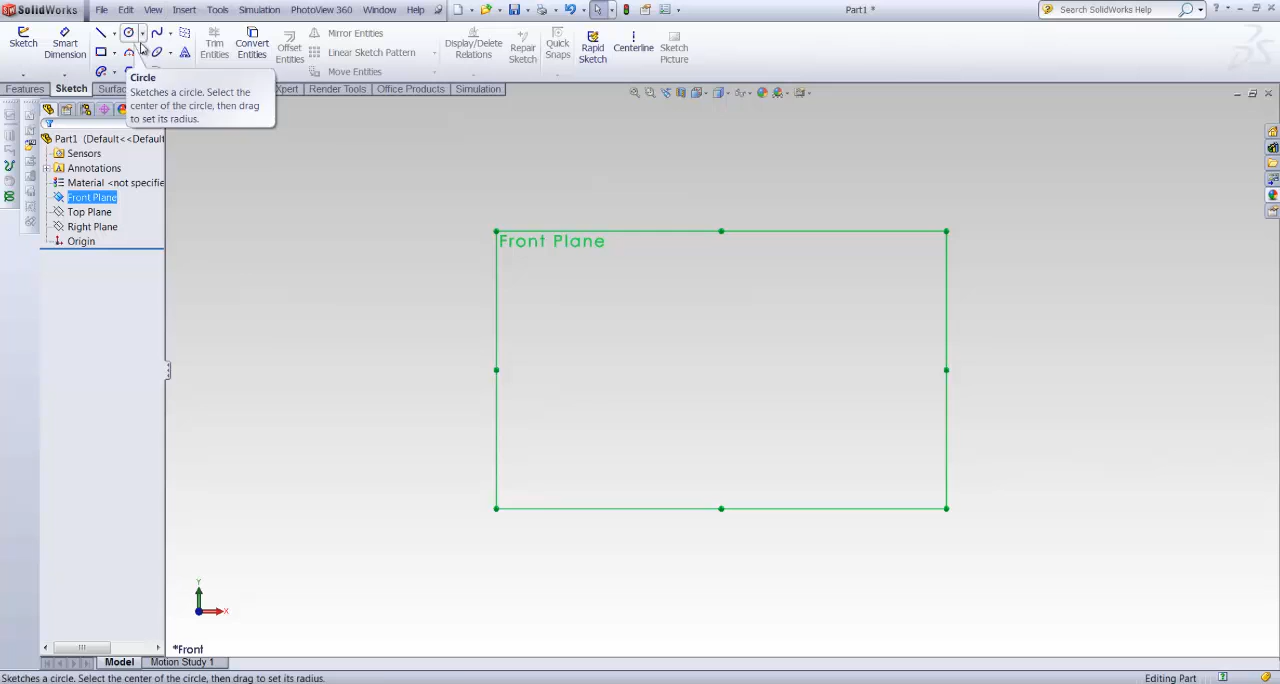 SolidWorks File Edit View Insert Tools Simulation PhotoView 360 Window Help Part1 * Search SolidWorks Help
Sketch Smart Dimension Trim Entities Convert Entities Offset Entities Mirror Entities Linear Sketch Pattern Move Entities Display/Delete Relations Repair Sketch Quick Snaps Rapid Sketch Centerline Sketch Picture
Features Sketch Surfac Xpert Render Tools Office Products Simulation
Circle
Sketches a circle. Select the
center of the circle, then drag
to set its radius.
Part1 (Default<<Default
Sensors
Annotations
Material <not specifie
Front Plane
Top Plane
Right Plane
Origin
Front Plane
Y
X
*Front
Model Motion Study 1
Sketches a circle. Select the center of the circle, then drag to set its radius. Editing Part